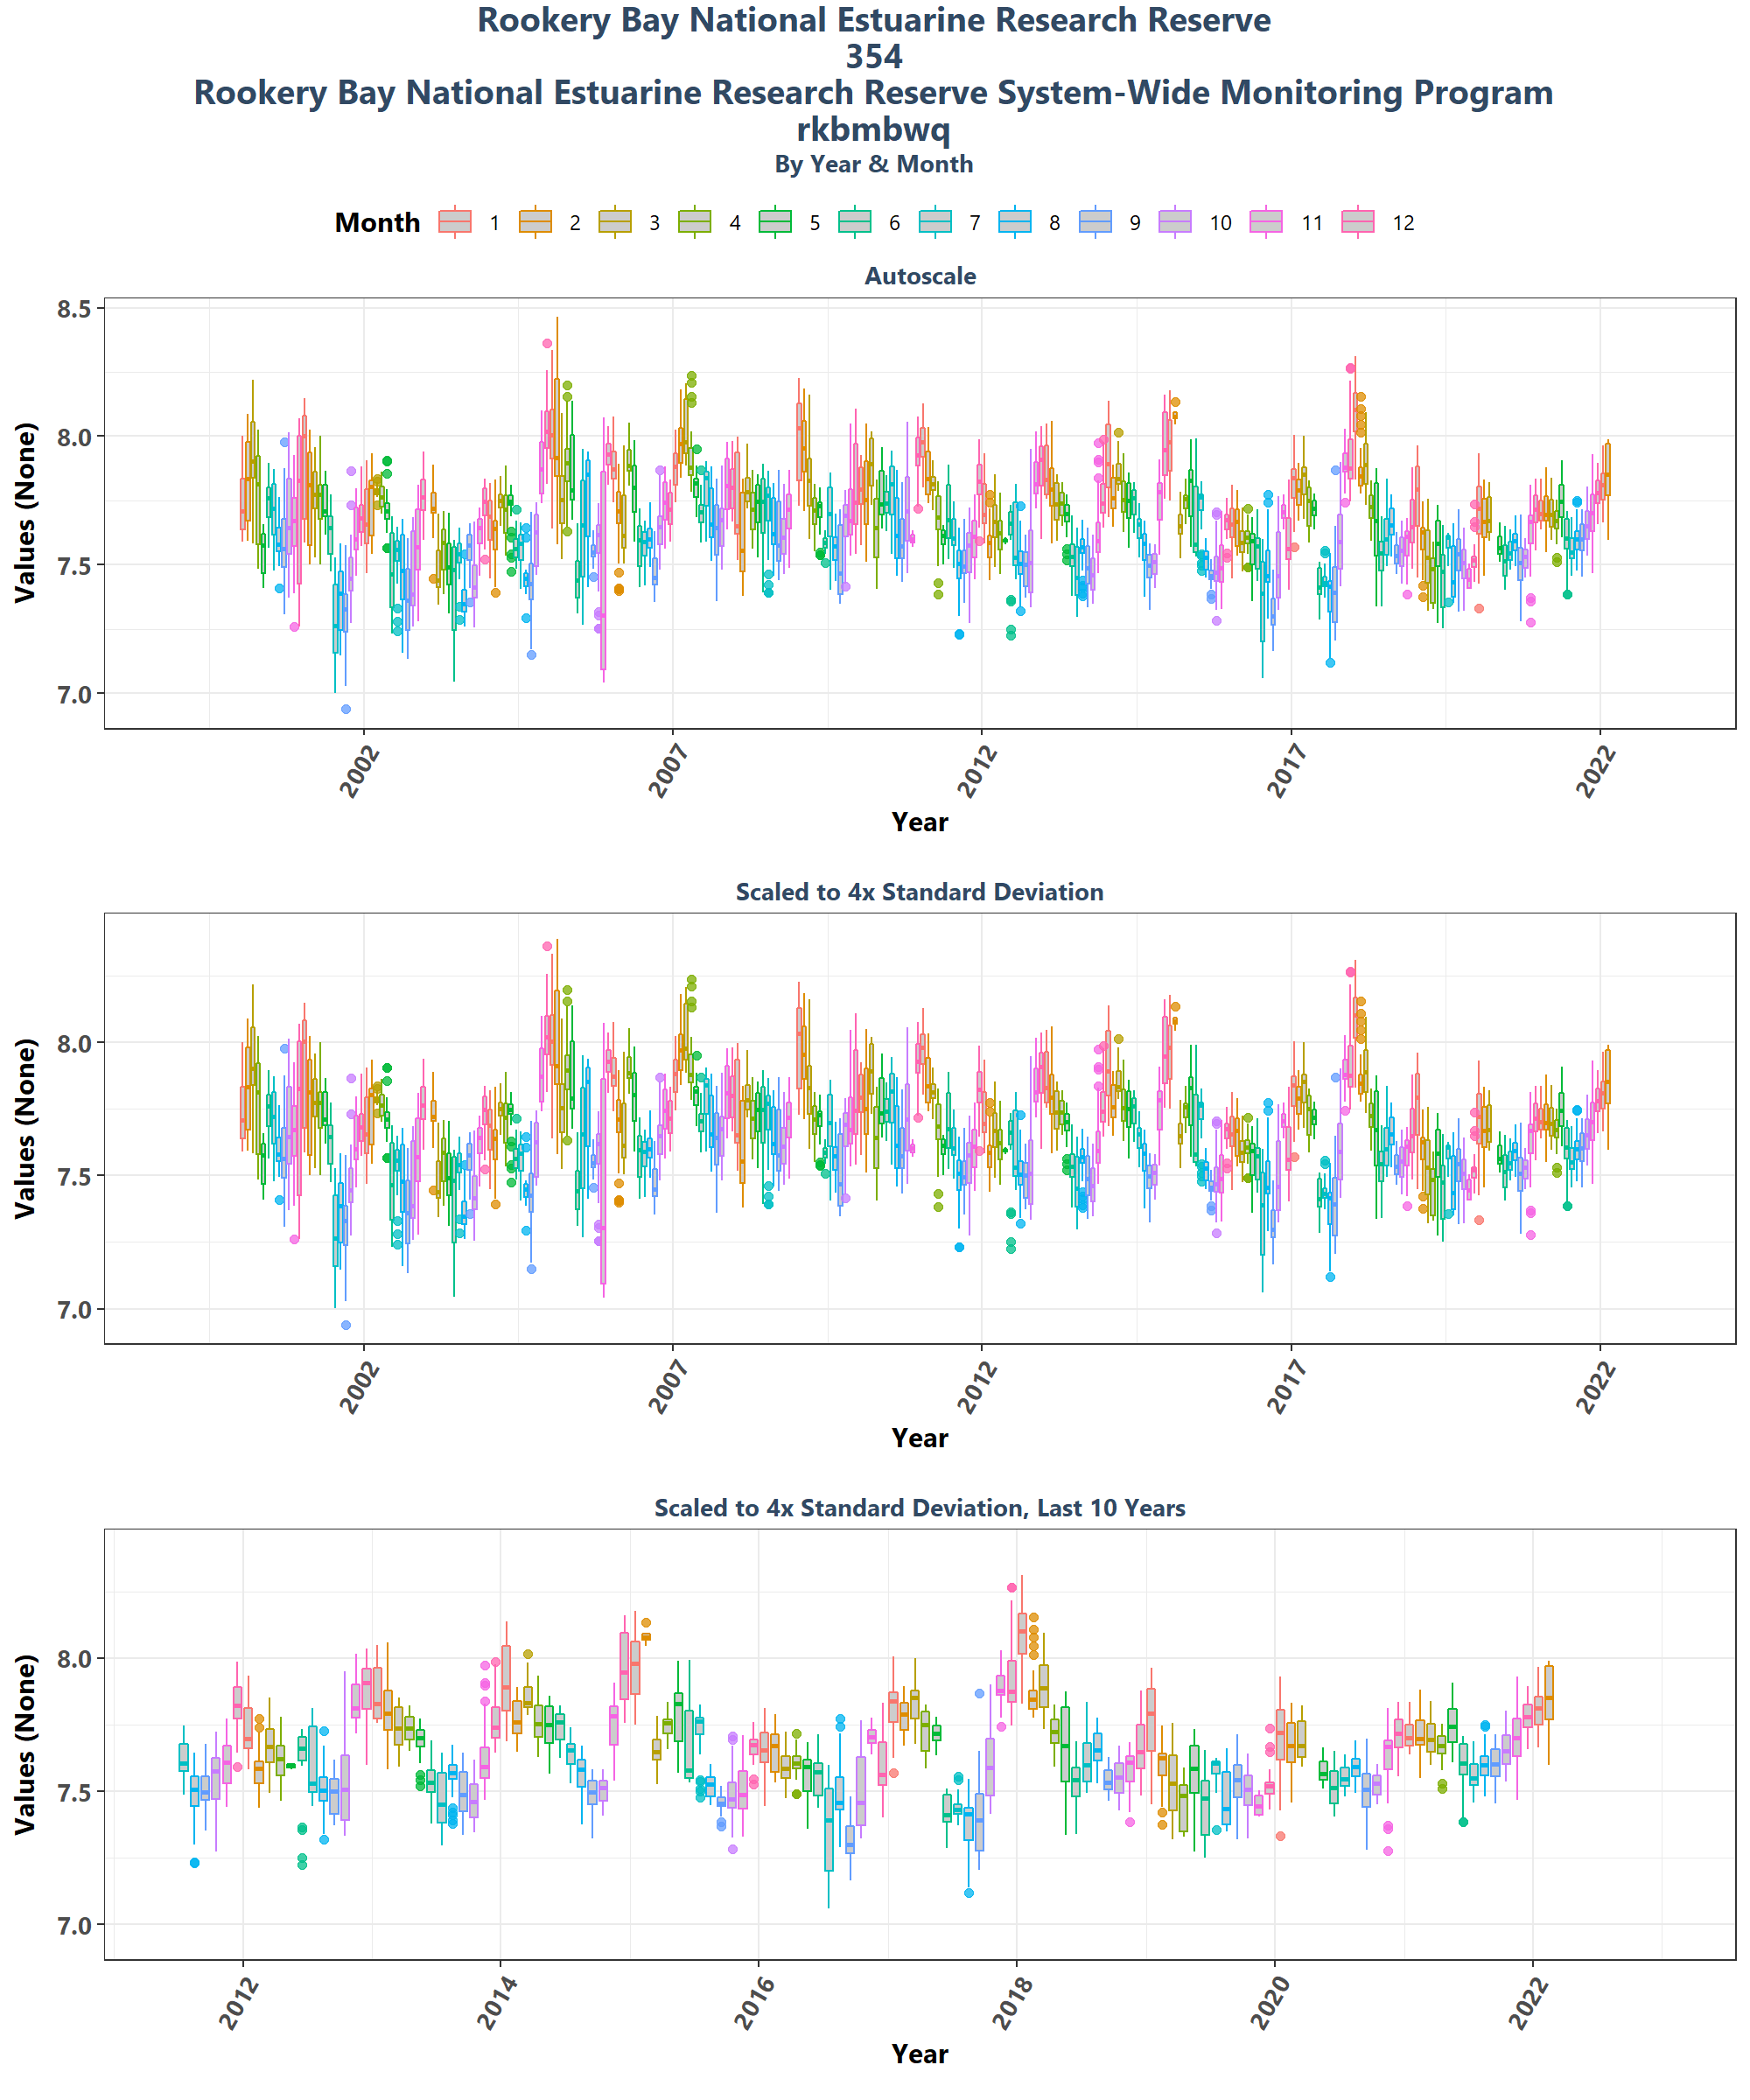 Rookery Bay National Estuarine Research Reserve
354
Rookery Bay National Estuarine Research Reserve System-Wide Monitoring Program
rkbmbwq
By Year & Month
Month 1 2 3 4 5 6 7 8 9 10 11 12
Autoscale
8.5
8.0
7.5
7.0
Values (None)
2002 2007 2012 2017 2022
Year
Scaled to 4x Standard Deviation
8.0
7.5
7.0
Values (None)
2002 2007 2012 2017 2022
Year
Scaled to 4x Standard Deviation, Last 10 Years
8.0
7.5
7.0
Values (None)
2012 2014 2016 2018 2020 2022
Year